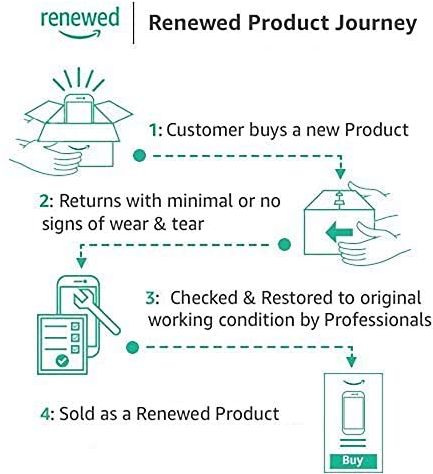 renewed
Renewed Product Journey
1: Customer buys a new Product
2: Returns with minimal or no
signs of wear & tear
3: Checked & Restored to original
working condition by Professionals
4: Sold as a Renewed Product
Buy